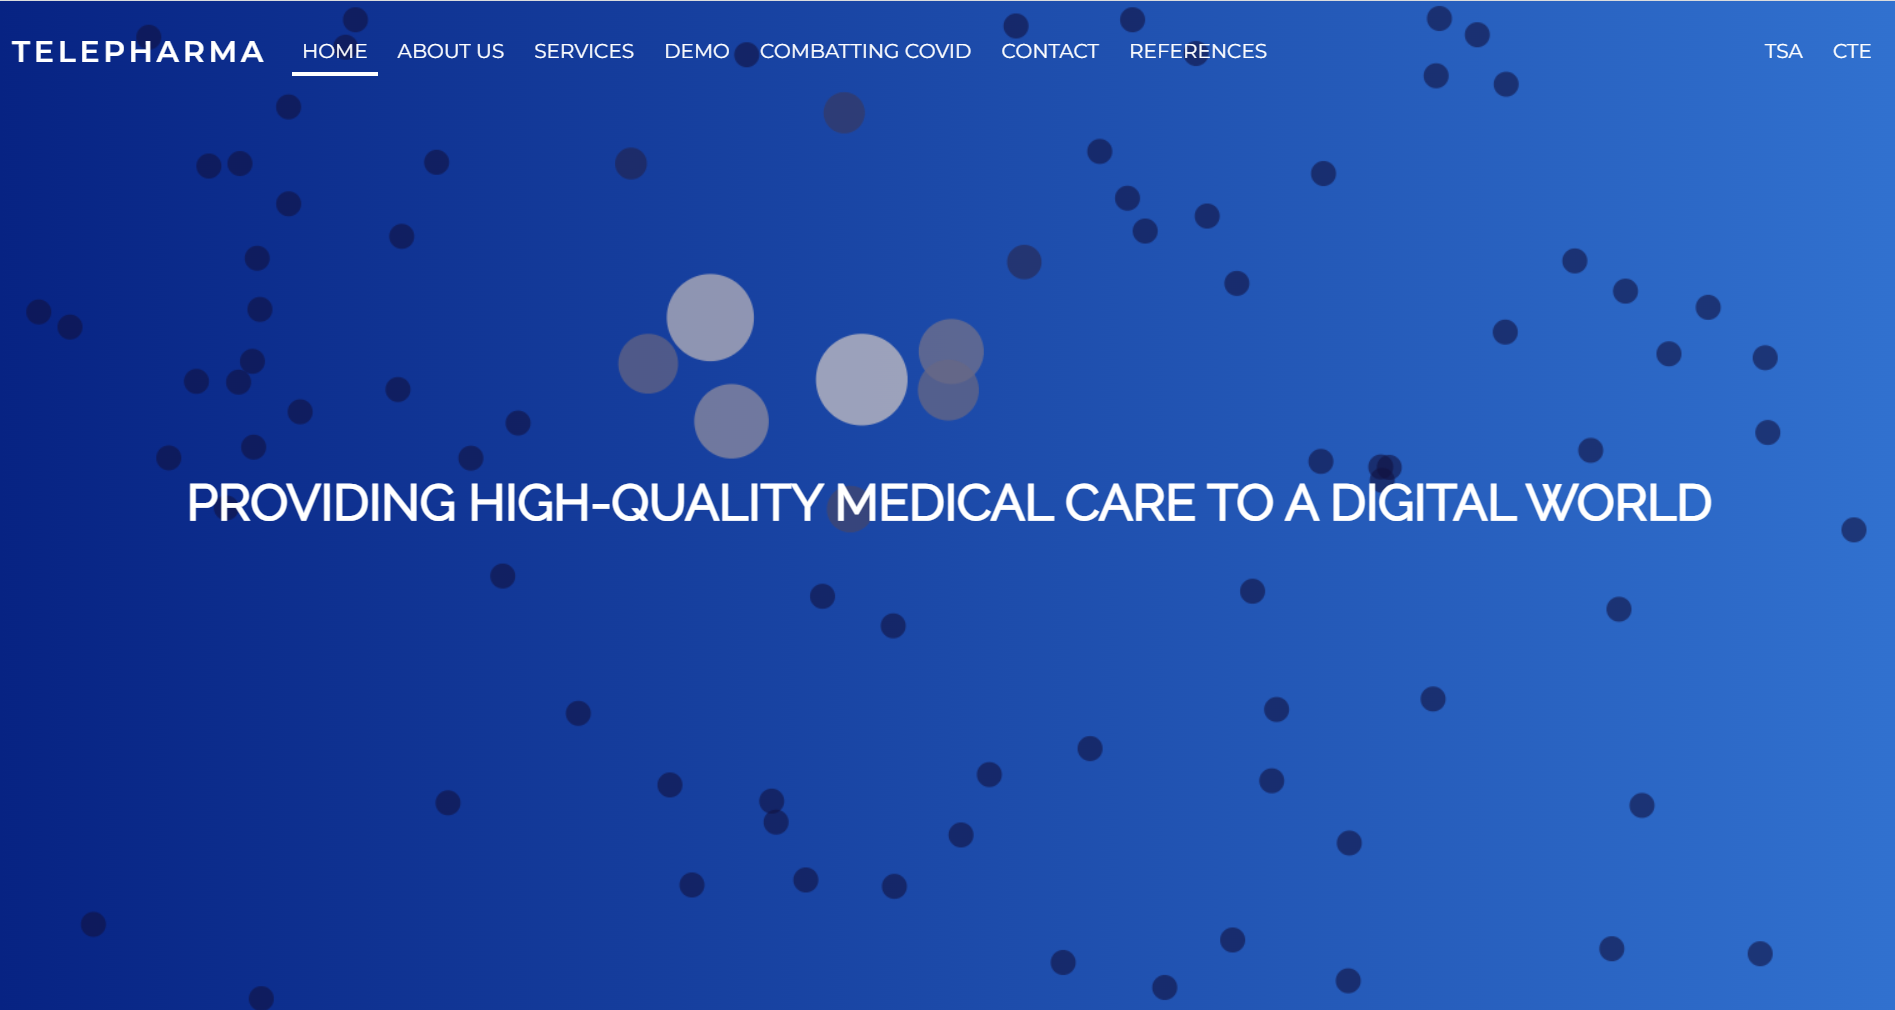 TELEPHARMA HOME ABOUT US SERVICES DEMO COMBATTING COVID CONTACT REFERENCES TSA CTE
PROVIDING HIGH-QUALITY MEDICAL CARE TO A DIGITAL WORLD